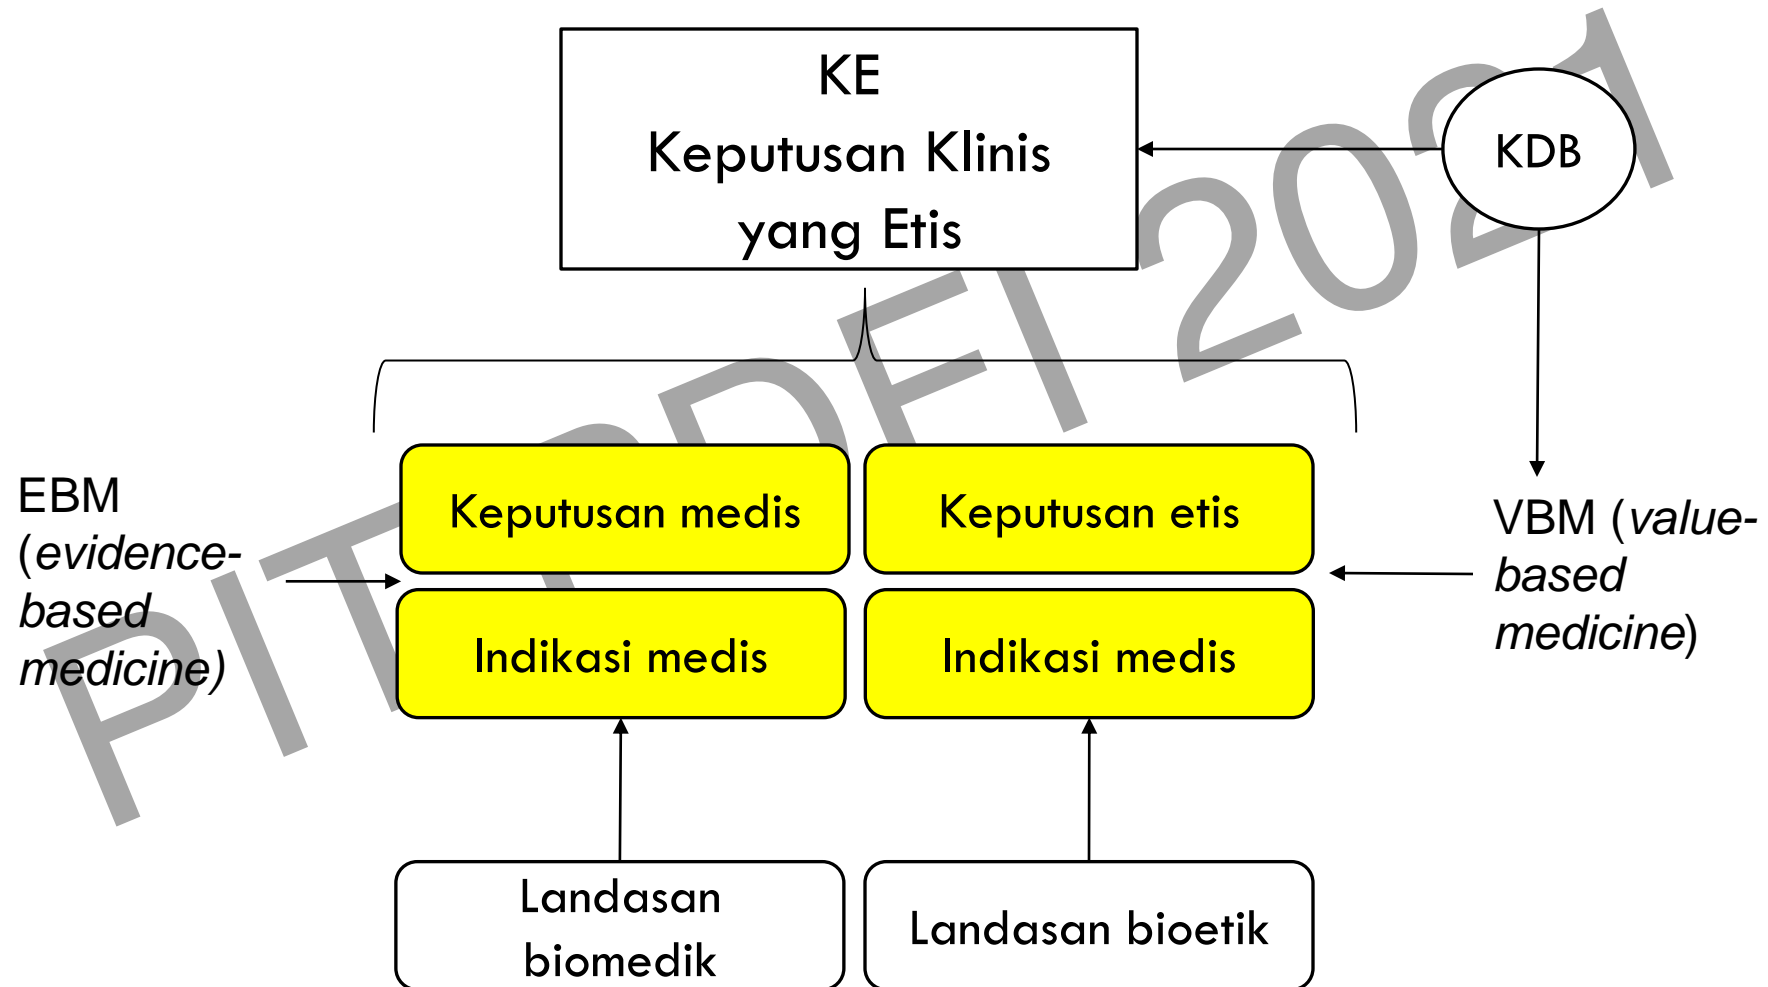 KE
Keputusan Klinis
yang Etis
KDB
EBM
(evidence-
based
medicine)
Keputusan medis
Keputusan etis
VBM (value-
based
medicine)
Indikasi medis
Indikasi medis
Landasan
biomedik
Landasan bioetik
PIT PDFI 2021